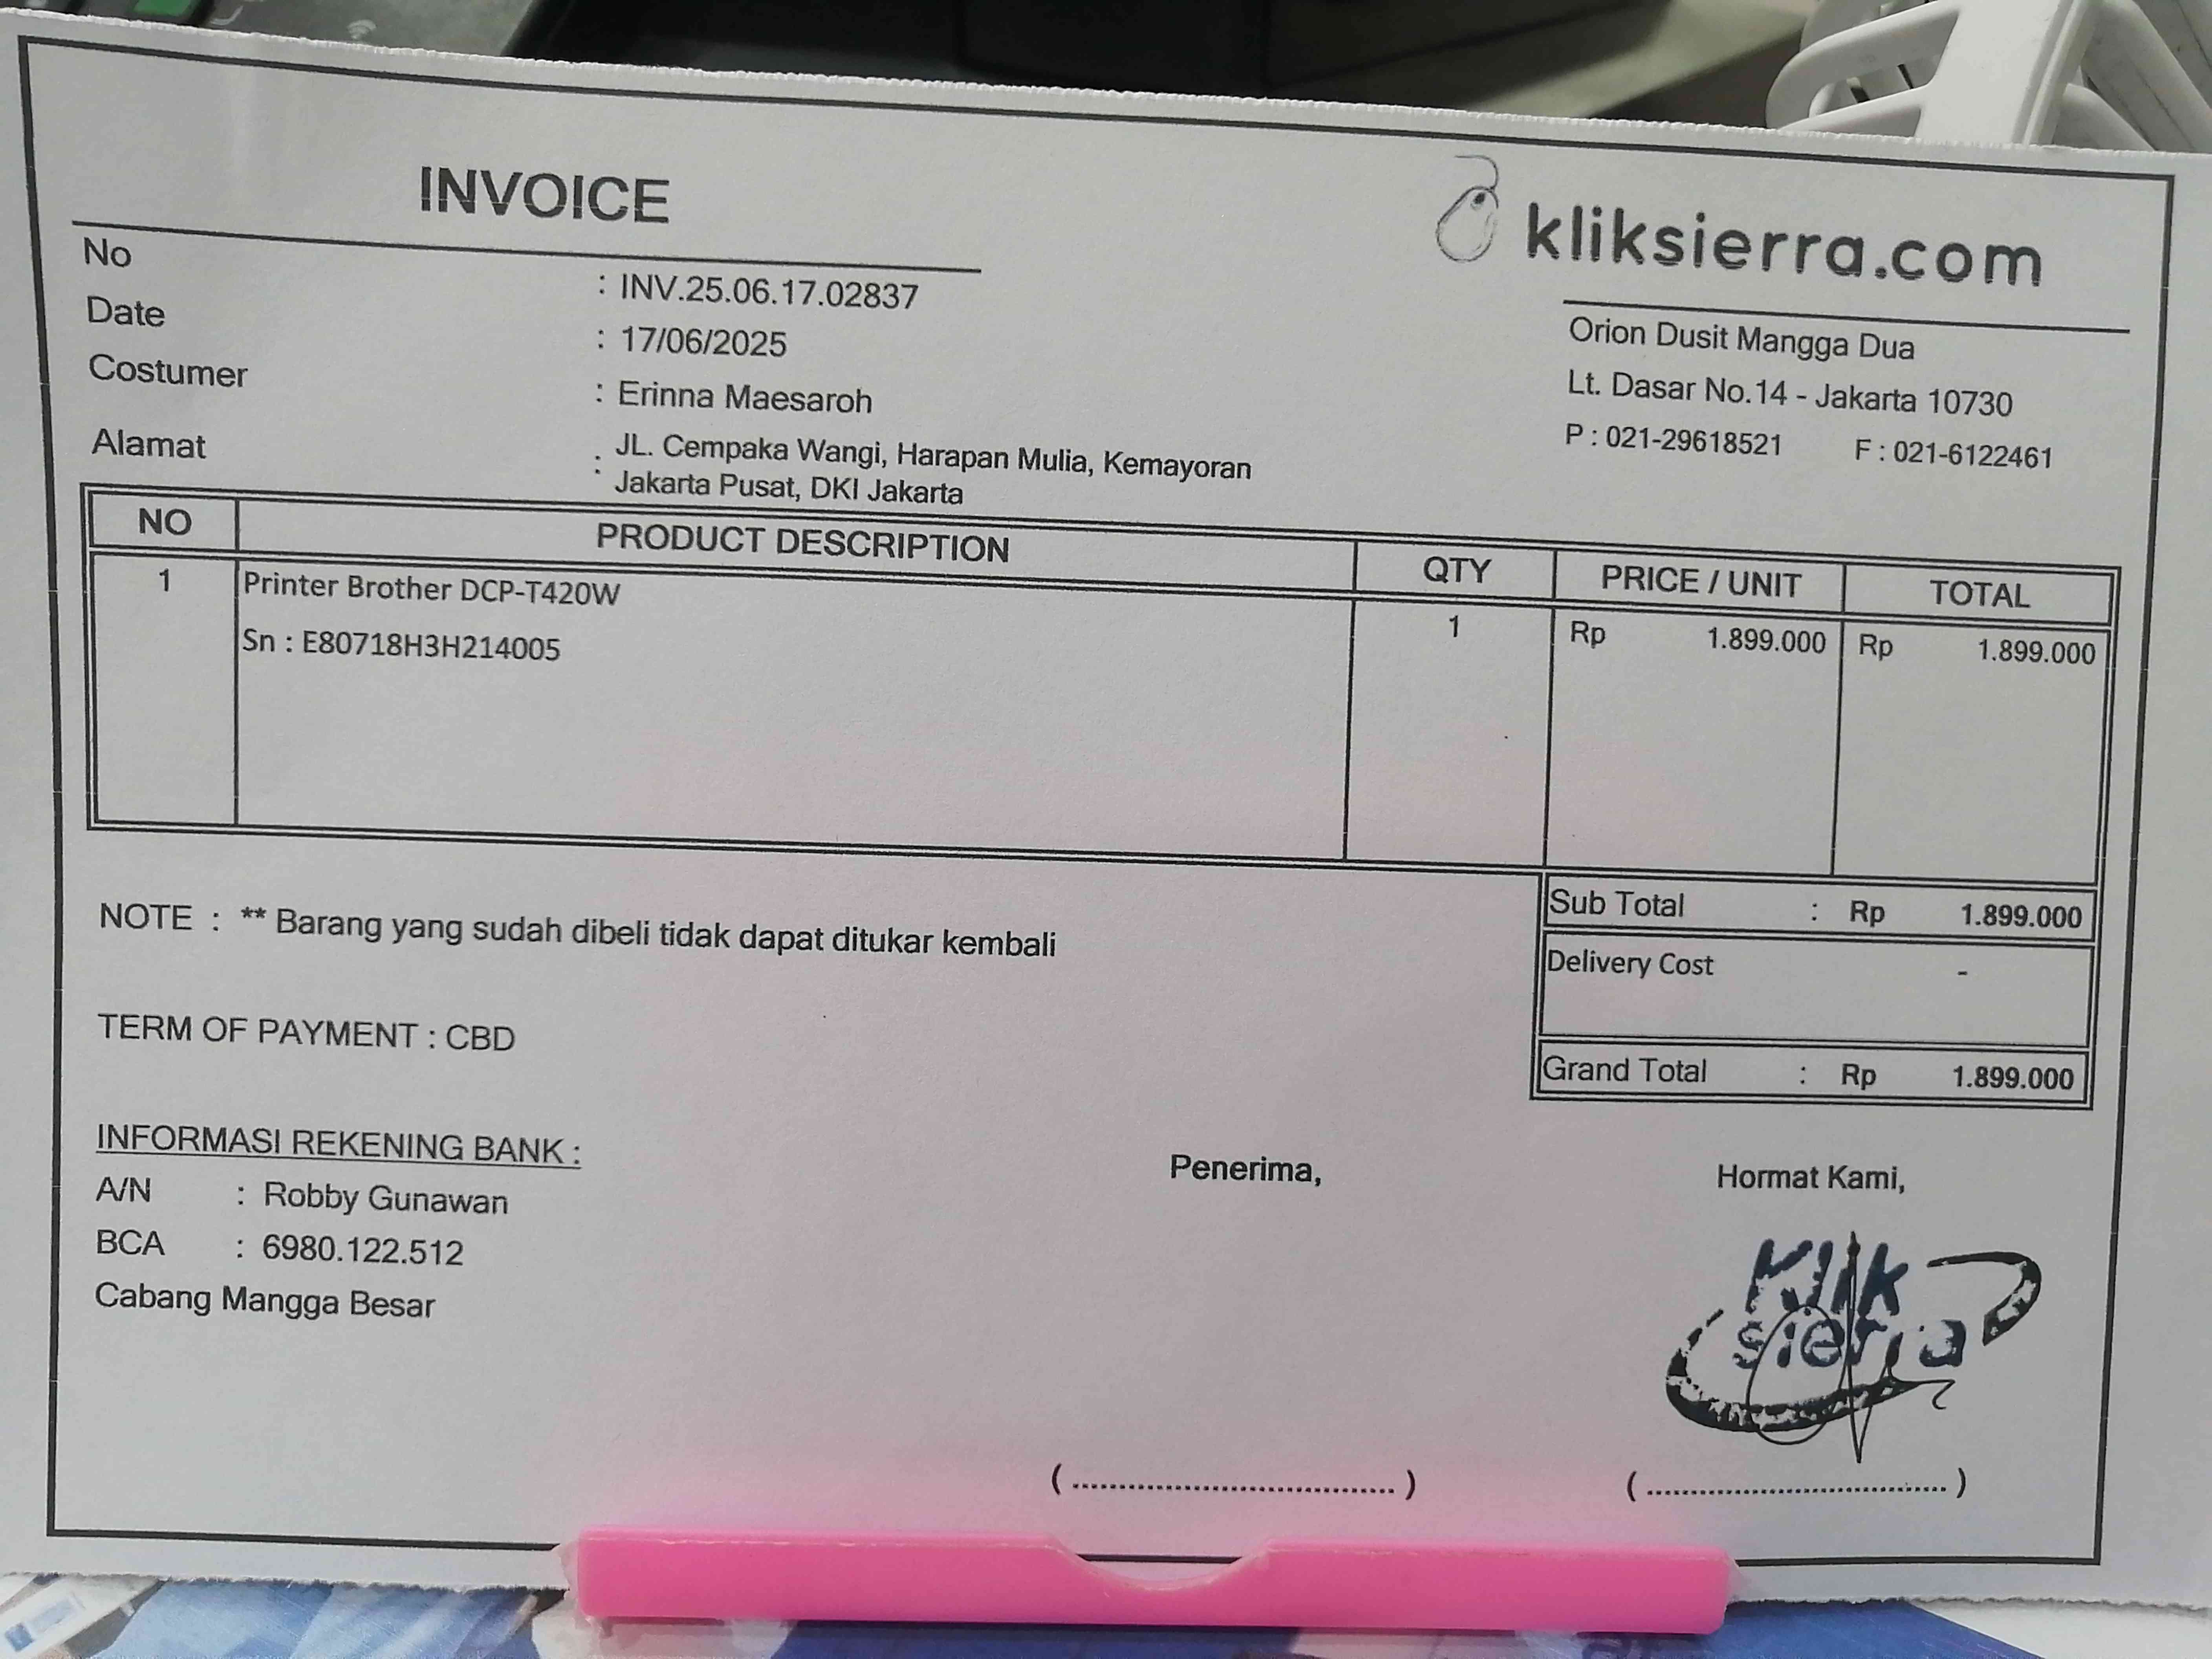 INVOICE
kliksierra.com
No : INV.25.06.17.02837
Date : 17/06/2025
Costumer : Erinna Maesaroh
Alamat : JL. Cempaka Wangi, Harapan Mulia, Kemayoran
Jakarta Pusat, DKI Jakarta
Orion Dusit Mangga Dua
Lt. Dasar No.14 - Jakarta 10730
P : 021-29618521 F : 021-6122461
NO PRODUCT DESCRIPTION QTY PRICE / UNIT TOTAL
1 Printer Brother DCP-T420W 1 Rp 1.899.000 Rp 1.899.000
Sn : E80718H3H214005
Sub Total : Rp 1.899.000
Delivery Cost -
Grand Total : Rp 1.899.000
NOTE : ** Barang yang sudah dibeli tidak dapat ditukar kembali
TERM OF PAYMENT : CBD
INFORMASI REKENING BANK :
A/N : Robby Gunawan
BCA : 6980.122.512
Cabang Mangga Besar
Penerima,
(................................)
Hormat Kami,
Klik
sierra
(................................)